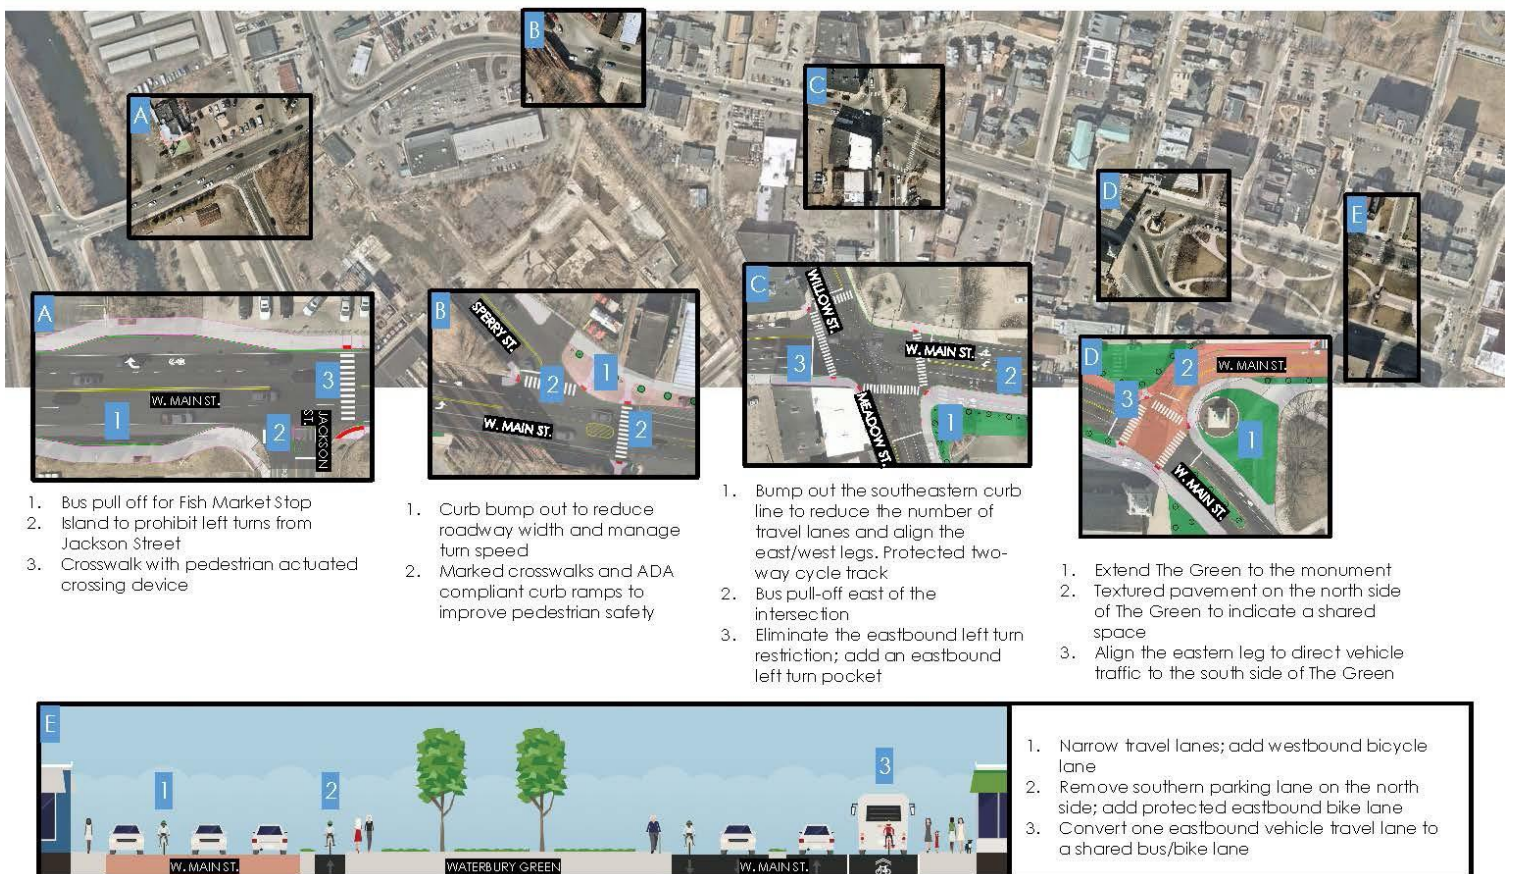 A
B
C
D
E
A
W. MAIN ST.
1
2
3
JACKSON
ST.
1. Bus pull off for Fish Market Stop
2. Island to prohibit left turns from
Jackson Street
3. Crosswalk with pedestrian actuated
crossing device
B
SPERRY ST.
1
2
W. MAIN ST.
2
1. Curb bump out to reduce
roadway width and manage
turn speed
2. Marked crosswalks and ADA
compliant curb ramps to
improve pedestrian safety
C
WILLOW ST.
W. MAIN ST.
3
2
MEADOW ST.
1
1. Bump out the southeastern curb
line to reduce the number of
travel lanes and align the
east/west legs. Protected two-
way cycle track
2. Bus pull-off east of the
intersection
3. Eliminate the eastbound left turn
restriction; add an eastbound
left turn pocket
D
2
W. MAIN ST.
3
1
W. MAIN ST.
1. Extend The Green to the monument
2. Textured pavement on the north side
of The Green to indicate a shared
space
3. Align the eastern leg to direct vehicle
traffic to the south side of The Green
E
1
2
3
W. MAIN ST.
WATERBURY GREEN
W. MAIN ST.
1. Narrow travel lanes; add westbound bicycle
lane
2. Remove southern parking lane on the north
side; add protected eastbound bike lane
3. Convert one eastbound vehicle travel lane to
a shared bus/bike lane